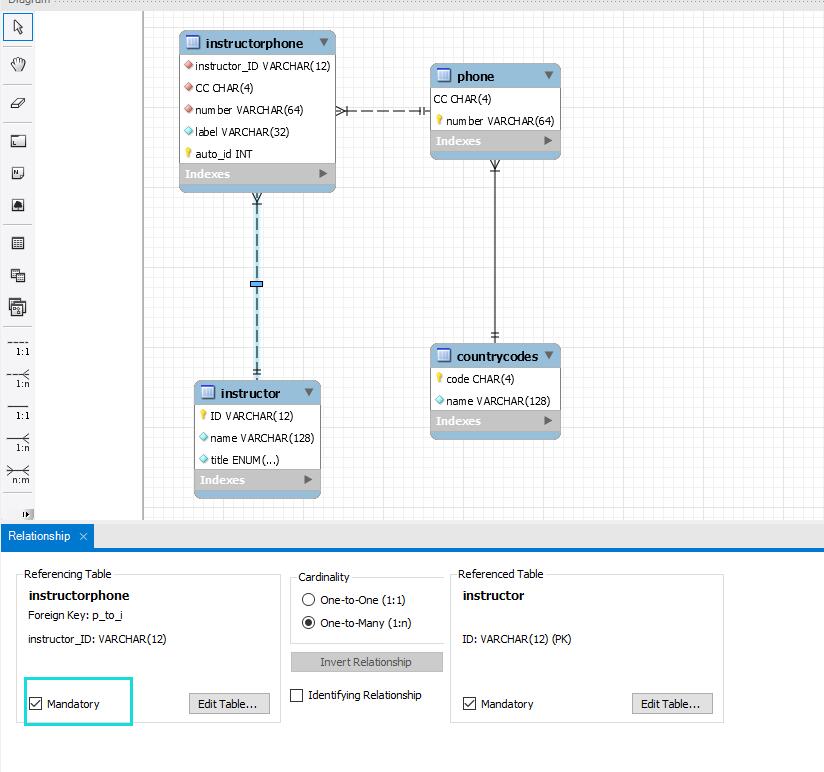 Diagram
instructorphone
instructor_ID VARCHAR(12)
CC CHAR(4)
number VARCHAR(64)
label VARCHAR(32)
auto_id INT
Indexes
phone
CC CHAR(4)
number VARCHAR(64)
Indexes
instructor
ID VARCHAR(12)
name VARCHAR(128)
title ENUM(...)
Indexes
countrycodes
code CHAR(4)
name VARCHAR(128)
Indexes
1:1
1:n
1:1
1:n
n:m
Relationship
Referencing Table
instructorphone
Foreign Key: p_to_i
instructor_ID: VARCHAR(12)
Mandatory
Edit Table...
Cardinality
One-to-One (1:1)
One-to-Many (1:n)
Invert Relationship
Identifying Relationship
Referenced Table
instructor
ID: VARCHAR(12) (PK)
Mandatory
Edit Table...